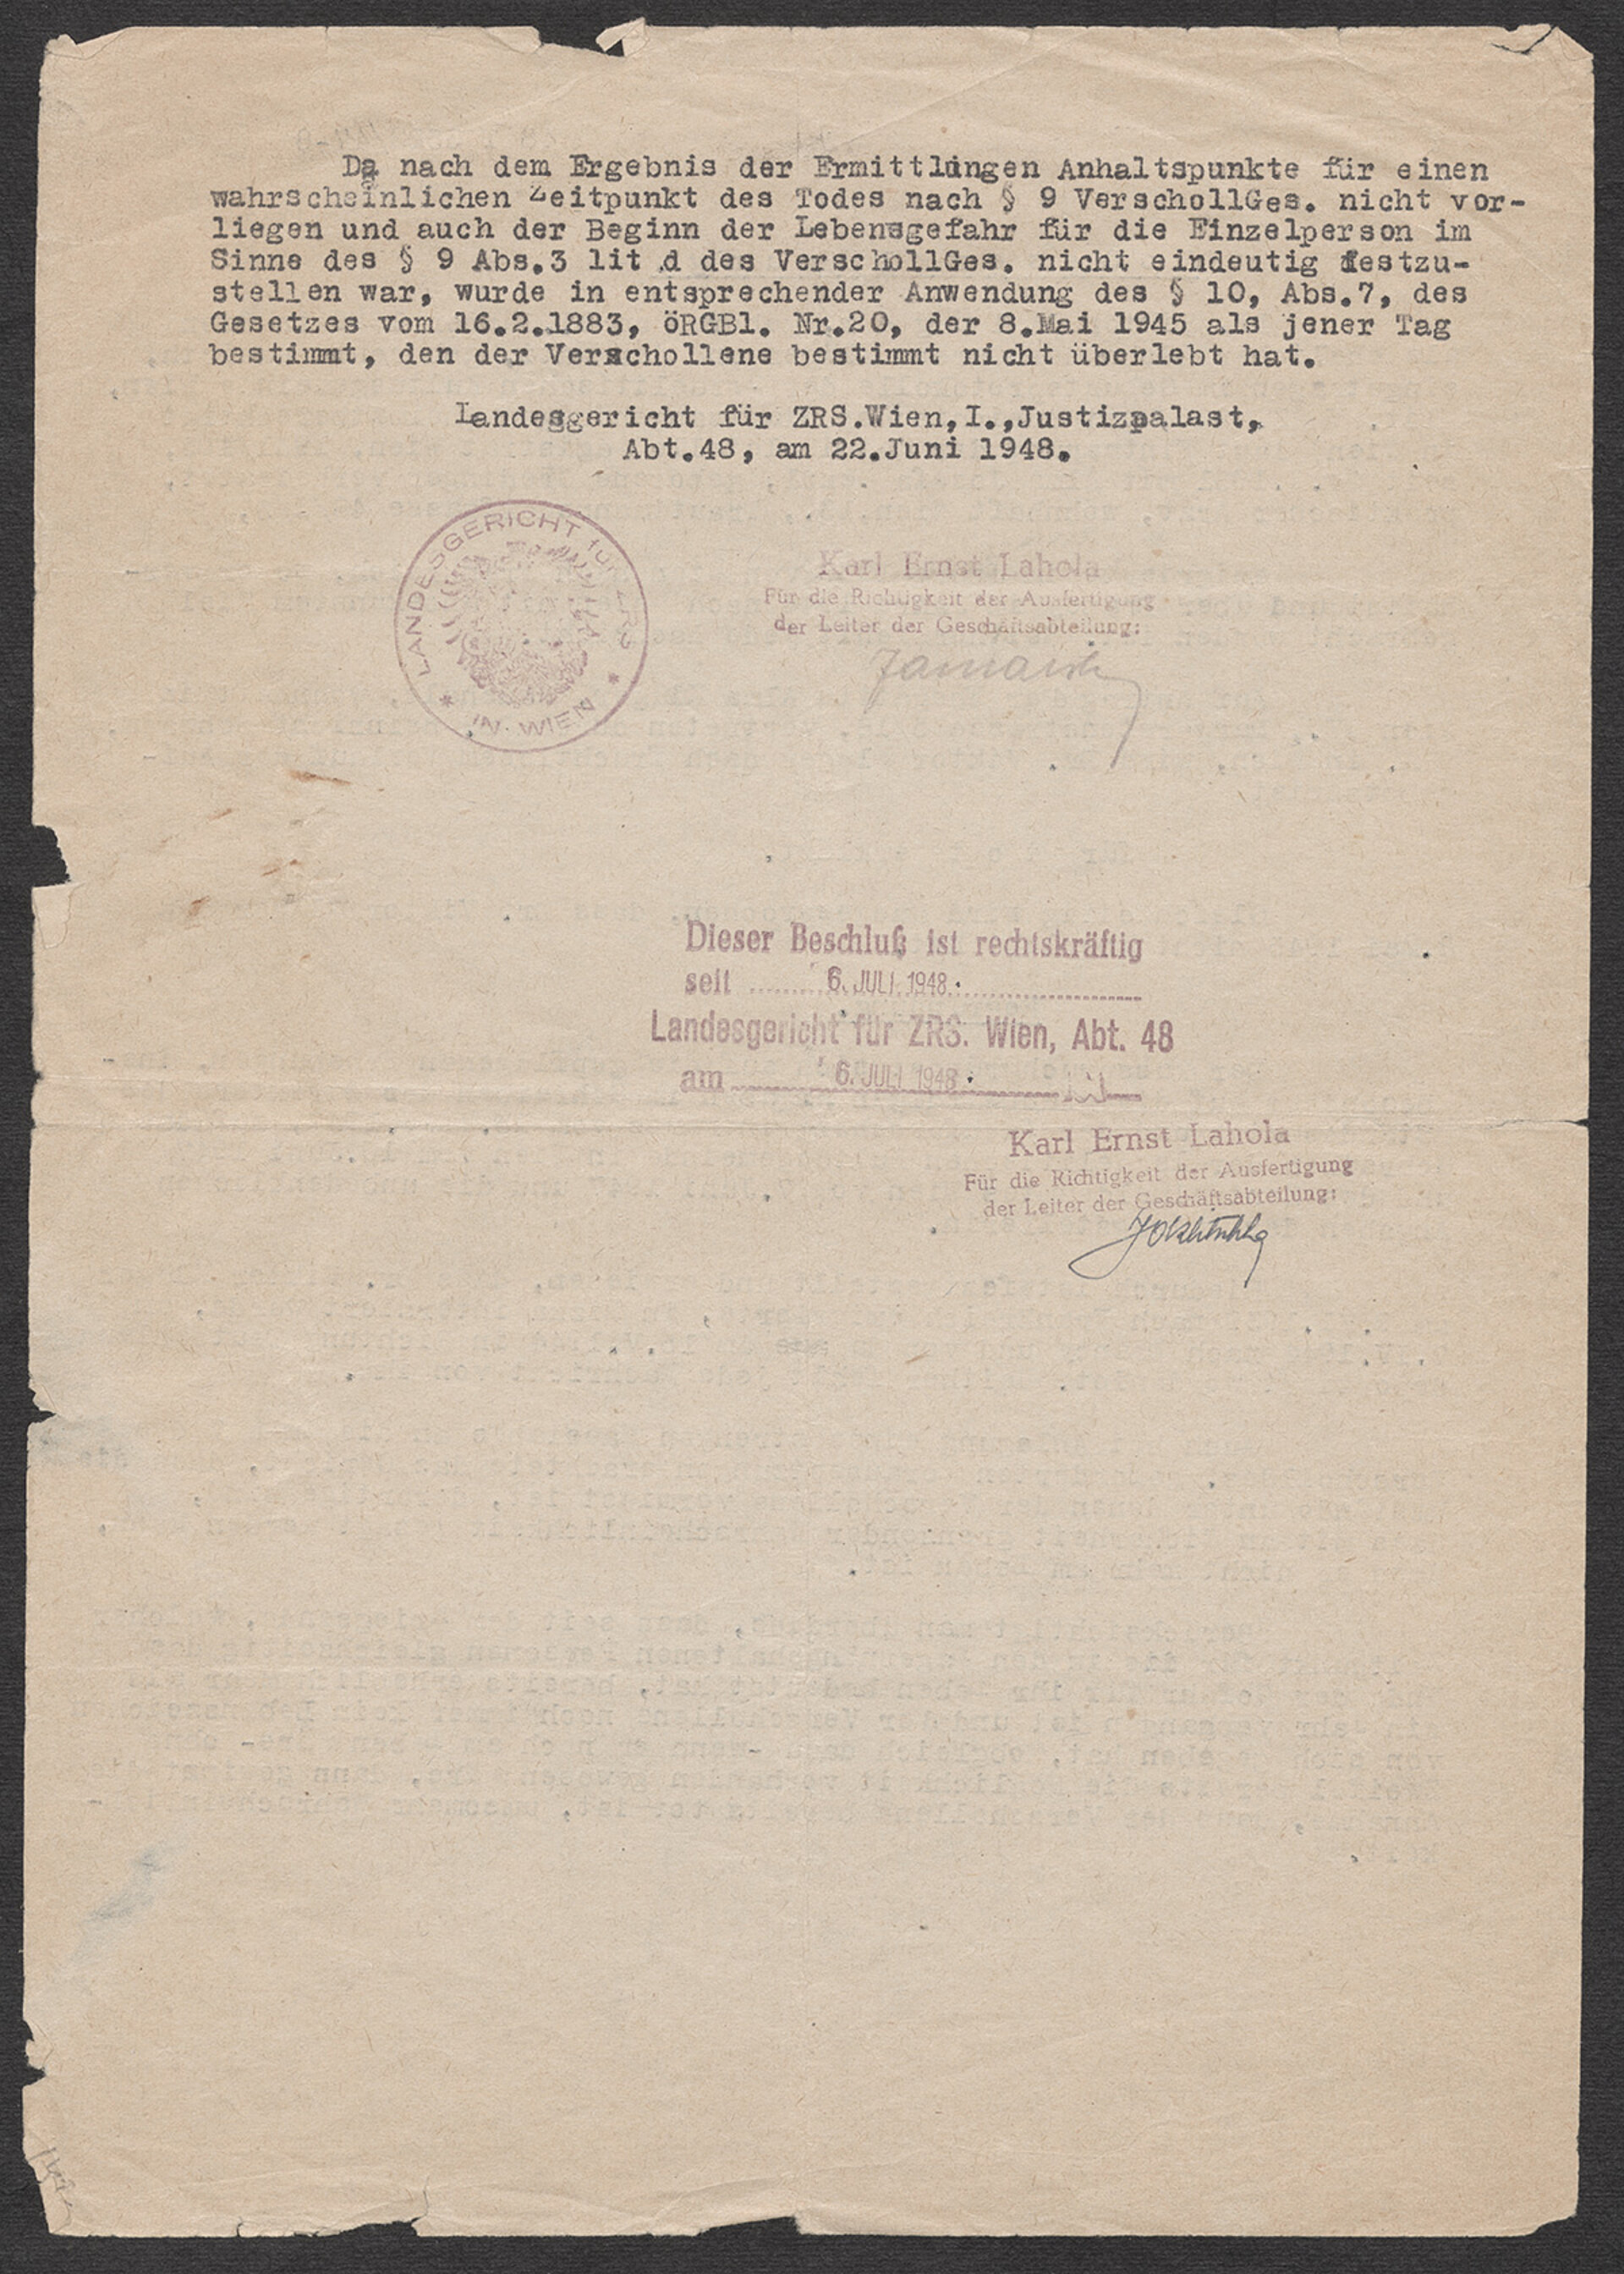 Da nach dem Ergebnis der Ermittlungen Anhaltspunkte für einen
wahrscheinlichen Zeitpunkt des Todes nach § 9 VerschollGes. nicht vor-
liegen und auch der Beginn der Lebensgefahr für die Einzelperson im
Sinne des § 9 Abs.3 lit d des VerschollGes. nicht eindeutig festzu-
stellen war, wurde in entsprechender Anwendung des § 10, Abs.7, des
Gesetzes vom 16.2.1883, öRGBl. Nr.20, der 8.Mai 1945 als jener Tag
bestimmt, den der Verschollene bestimmt nicht überlebt hat.
Landesgericht für ZRS.Wien,I.,Justizpalast,
Abt.48, am 22.Juni 1948.
LANDESGERICHT für ZRS
* IN WIEN *
Karl Ernst Lahola
Für die Richtigkeit der Ausfertigung
der Leiter der Geschäftsabteilung:
Dieser Beschluß ist rechtskräftig
seit 6. JULI 1948.
Landesgericht für ZRS. Wien, Abt. 48
am 6. JULI 1948.
Karl Ernst Lahola
Für die Richtigkeit der Ausfertigung
der Leiter der Geschäftsabteilung: